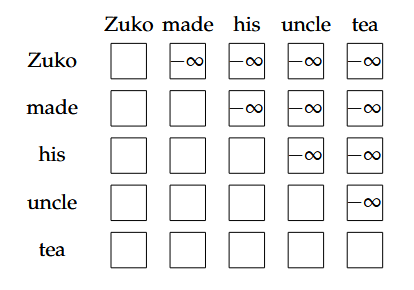 Zuko made his uncle tea
Zuko −∞ −∞ −∞ −∞
made −∞ −∞ −∞
his −∞ −∞
uncle −∞
tea